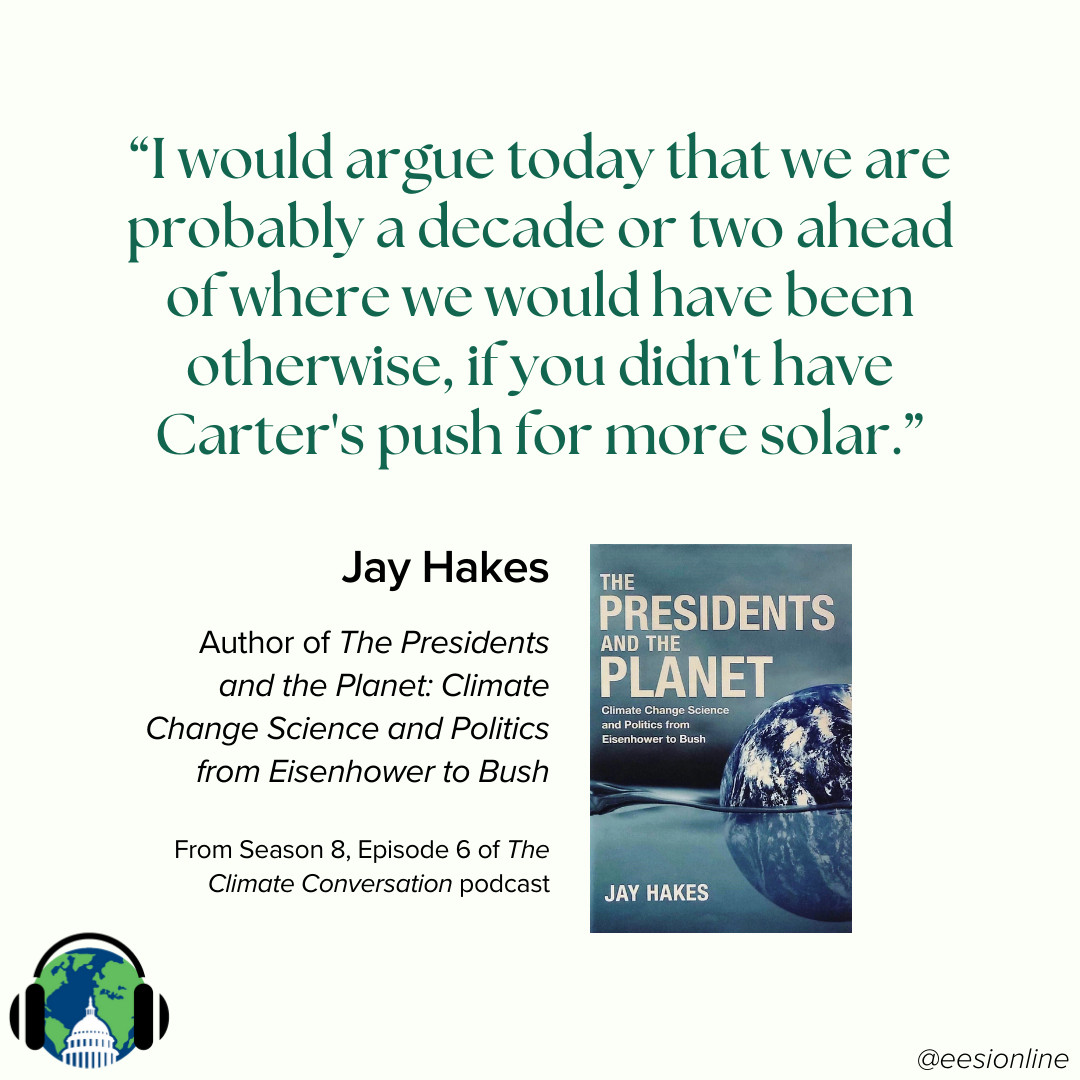 “I would argue today that we are
probably a decade or two ahead
of where we would have been
otherwise, if you didn't have
Carter's push for more solar.”
Jay Hakes
Author of The Presidents
and the Planet: Climate
Change Science and Politics
from Eisenhower to Bush
From Season 8, Episode 6 of The
Climate Conversation podcast
THE
PRESIDENTS
AND THE
PLANET
Climate Change Science
and Politics from
Eisenhower to Bush
JAY HAKES
@eesionline